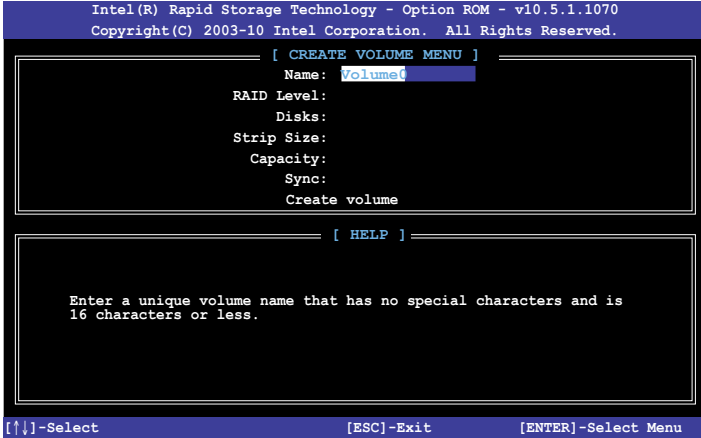 Intel(R) Rapid Storage Technology - Option ROM - v10.5.1.1070
Copyright(C) 2003-10 Intel Corporation. All Rights Reserved.
[ CREATE VOLUME MENU ]
Name: Volume0
RAID Level:
Disks:
Strip Size:
Capacity:
Sync:
Create volume
[ HELP ]
Enter a unique volume name that has no special characters and is
16 characters or less.
[↑↓]-Select [ESC]-Exit [ENTER]-Select Menu